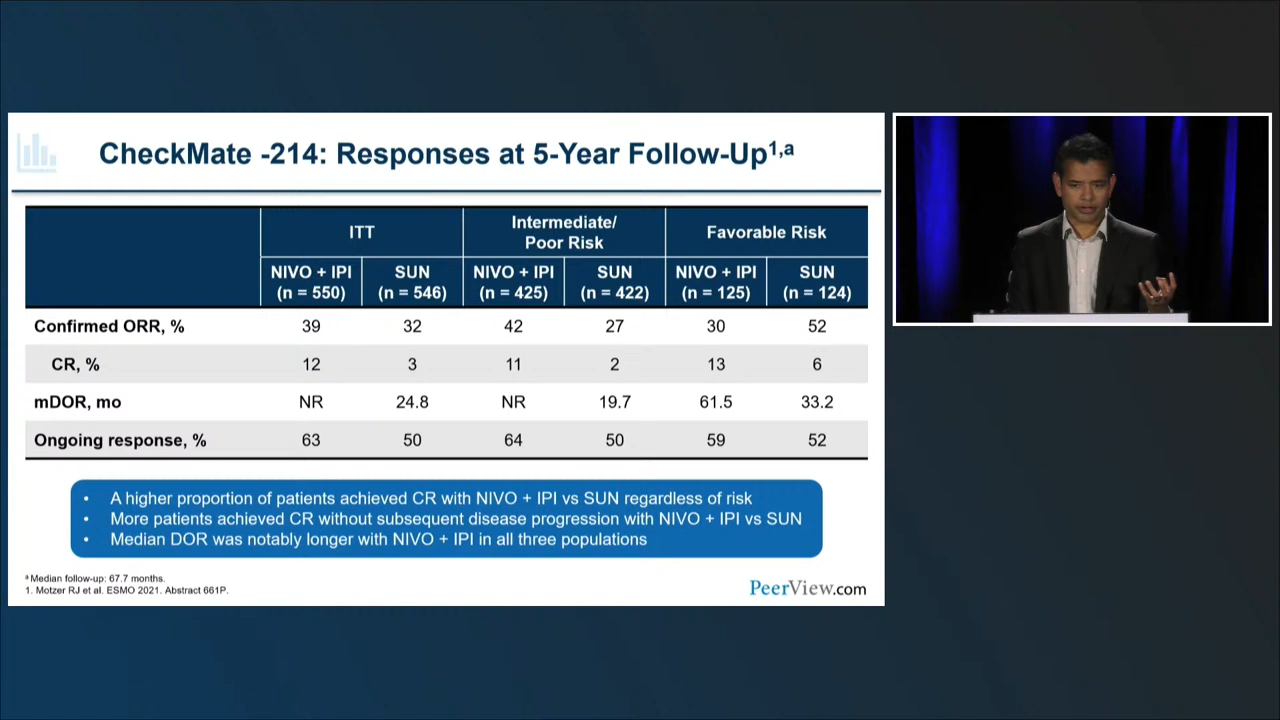 CheckMate -214: Responses at 5-Year Follow-Up1,a
ITT
Intermediate/
Poor Risk
Favorable Risk
NIVO + IPI
(n = 550)
SUN
(n = 546)
NIVO + IPI
(n = 425)
SUN
(n = 422)
NIVO + IPI
(n = 125)
SUN
(n = 124)
Confirmed ORR, % 39 32 42 27 30 52
CR, % 12 3 11 2 13 6
mDOR, mo NR 24.8 NR 19.7 61.5 33.2
Ongoing response, % 63 50 64 50 59 52
• A higher proportion of patients achieved CR with NIVO + IPI vs SUN regardless of risk
• More patients achieved CR without subsequent disease progression with NIVO + IPI vs SUN
• Median DOR was notably longer with NIVO + IPI in all three populations
a Median follow-up: 67.7 months.
1. Motzer RJ et al. ESMO 2021. Abstract 661P.
PeerView.com